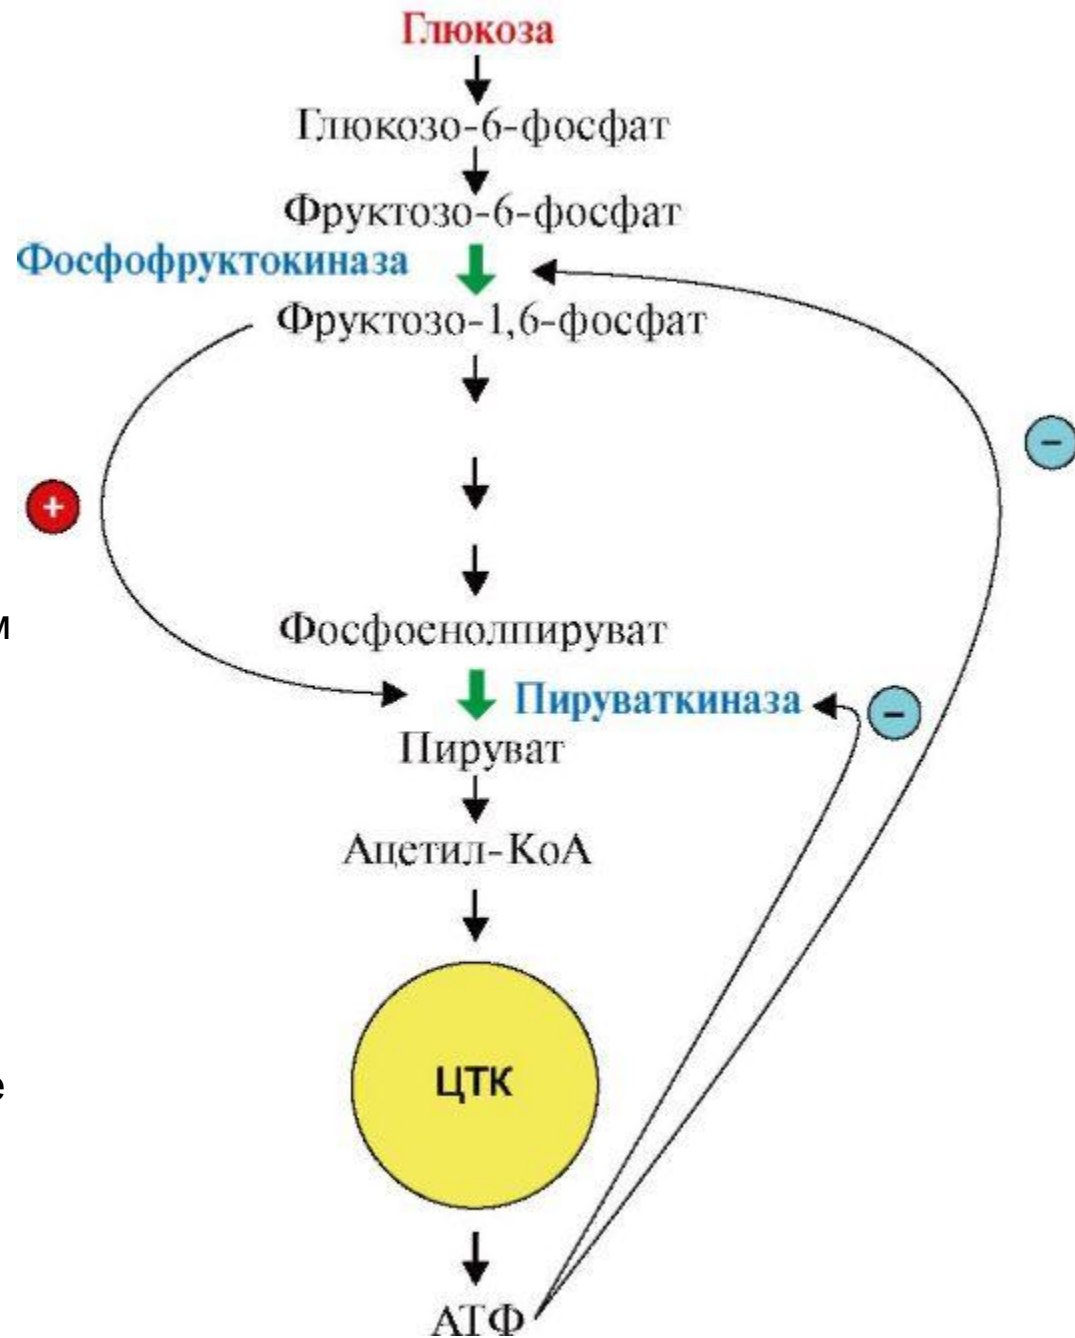 Глюкоза
Глюкозо-6-фосфат
Фруктозо-6-фосфат
Фосфофруктокиназа
Фруктозо-1,6-фосфат
−
+
м
Фосфоенолпируват
Пируваткиназа −
Пируват
Ацетил-КоА
ЦТК
е
АТФ